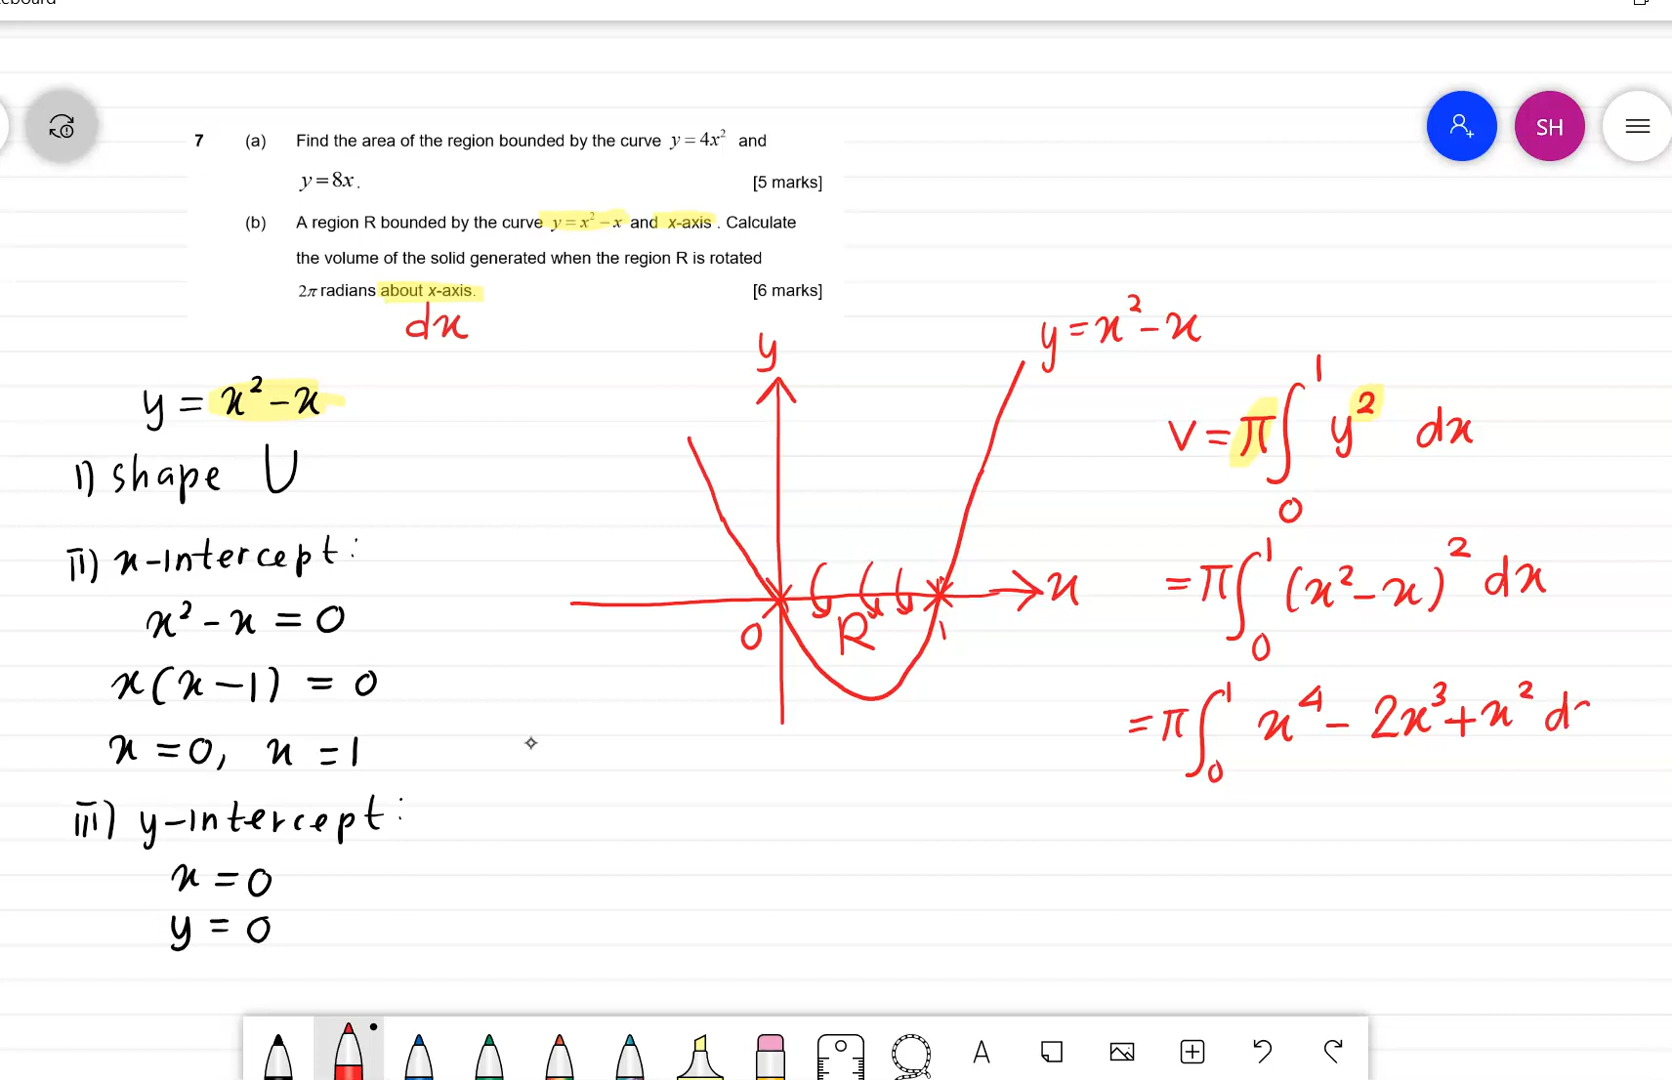 7 (a) Find the area of the region bounded by the curve y = 4x² and
y = 8x. [5 marks]
(b) A region R bounded by the curve y = x² − x and x-axis . Calculate
the volume of the solid generated when the region R is rotated
2π radians about x-axis. [6 marks]
dx
SH
y = x² − x
i) shape U
ii) x-intercept:
x² − x = 0
x(x − 1) = 0
x = 0, x = 1
iii) y-intercept:
x = 0
y = 0
y
y = x² − x
x
0
R
1
V = π ∫₀¹ y² dx
= π ∫₀¹ (x² − x)² dx
= π ∫₀¹ x⁴ − 2x³ + x² d
A